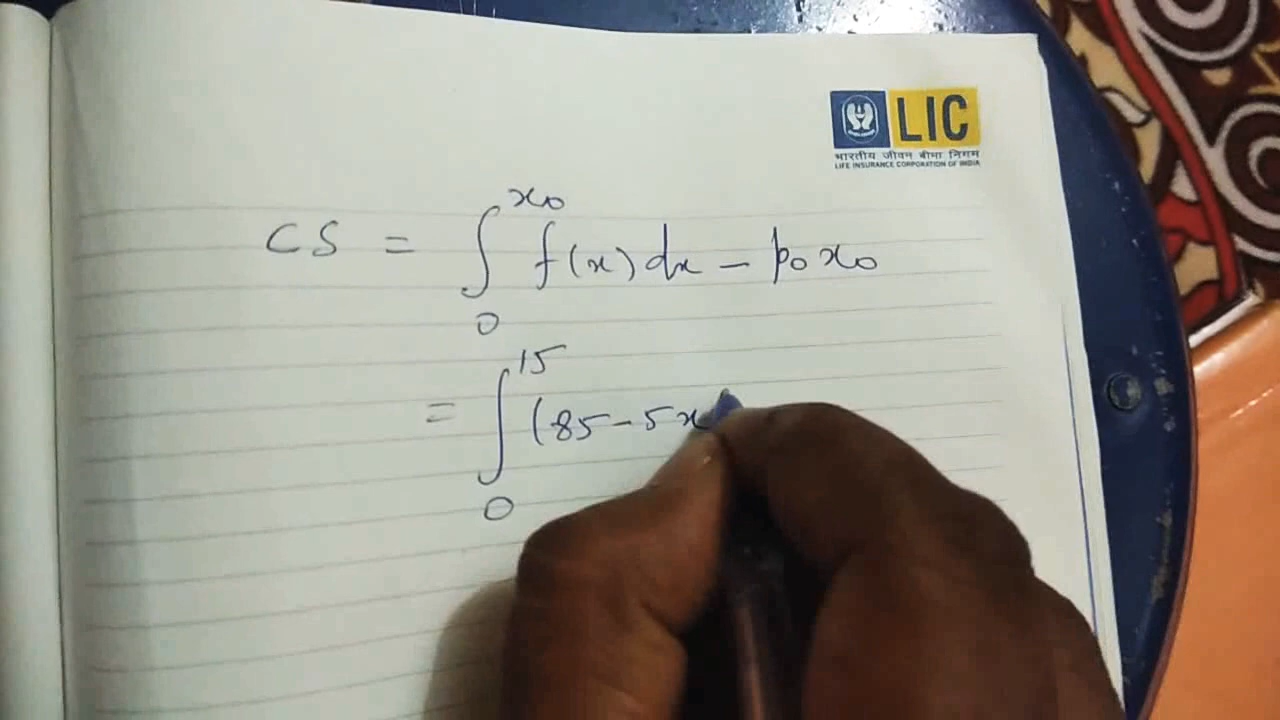 LIC
भारतीय जीवन बीमा निगम
LIFE INSURANCE CORPORATION OF INDIA
CS = ∫₀^{x₀} f(x) dx – p₀x₀
= ∫₀^{15} (85 – 5x